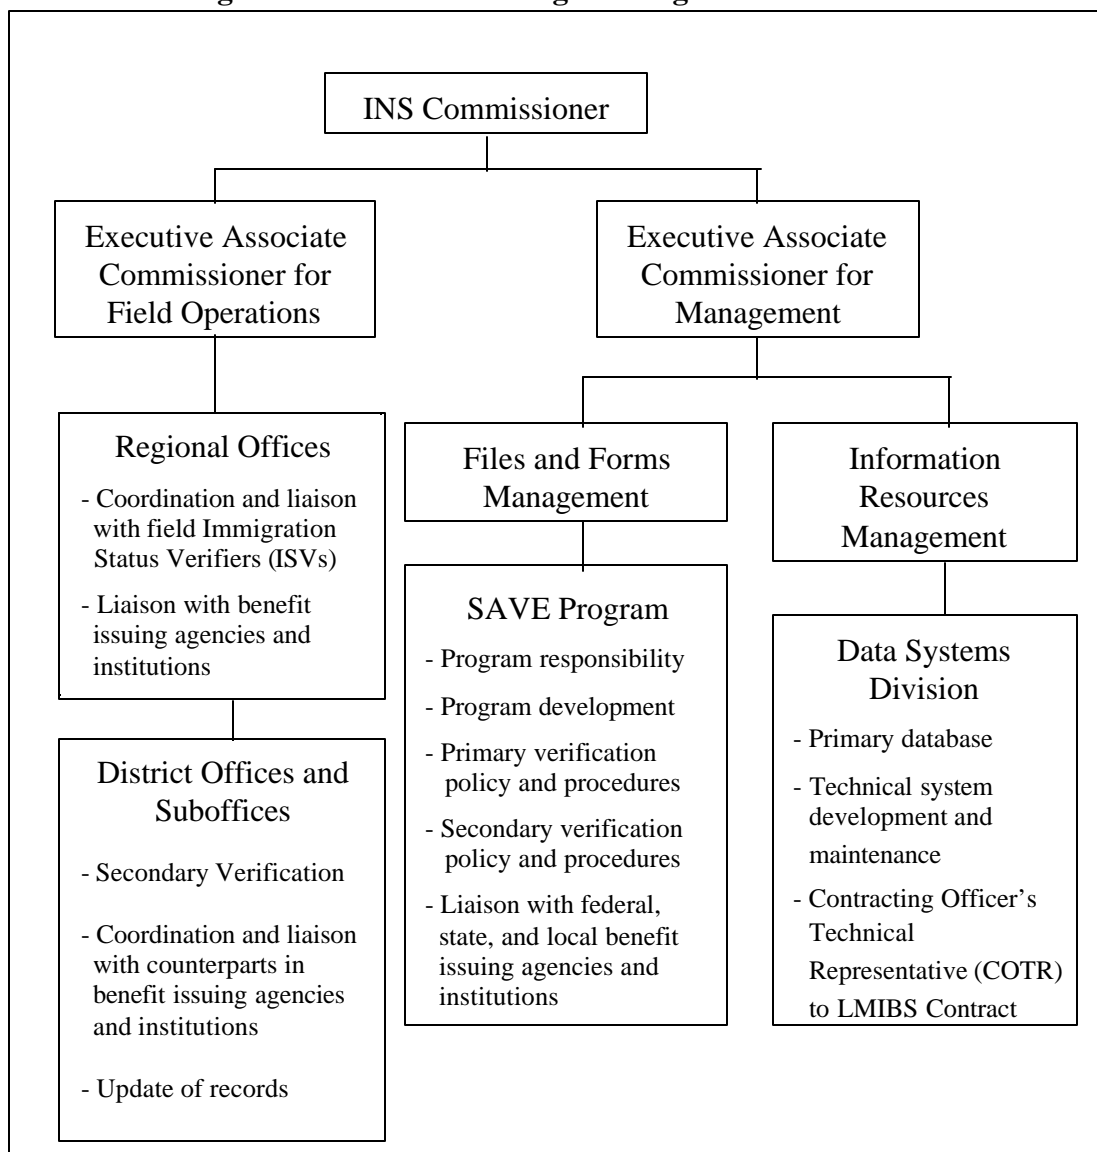 INS Commissioner
Executive Associate
Commissioner for
Field Operations
Executive Associate
Commissioner for
Management
Regional Offices
- Coordination and liaison
with field Immigration
Status Verifiers (ISVs)
- Liaison with benefit
issuing agencies and
institutions
Files and Forms
Management
Information
Resources
Management
District Offices and
Suboffices
- Secondary Verification
- Coordination and liaison
with counterparts in
benefit issuing agencies
and institutions
- Update of records
SAVE Program
- Program responsibility
- Program development
- Primary verification
policy and procedures
- Secondary verification
policy and procedures
- Liaison with federal,
state, and local benefit
issuing agencies and
institutions
Data Systems
Division
- Primary database
- Technical system
development and
maintenance
- Contracting Officer’s
Technical
Representative (COTR)
to LMIBS Contract